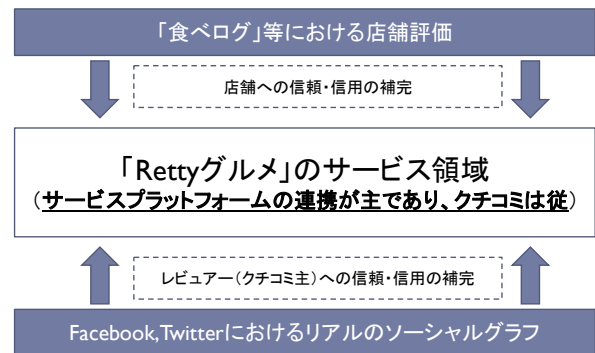 「食べログ」等における店舗評価
店舗への信頼・信用の補完
「Rettyグルメ」のサービス領域
（サービスプラットフォームの連携が主であり、クチコミは従）
レビュアー（クチコミ主）への信頼・信用の補完
Facebook,Twitterにおけるリアルのソーシャルグラフ